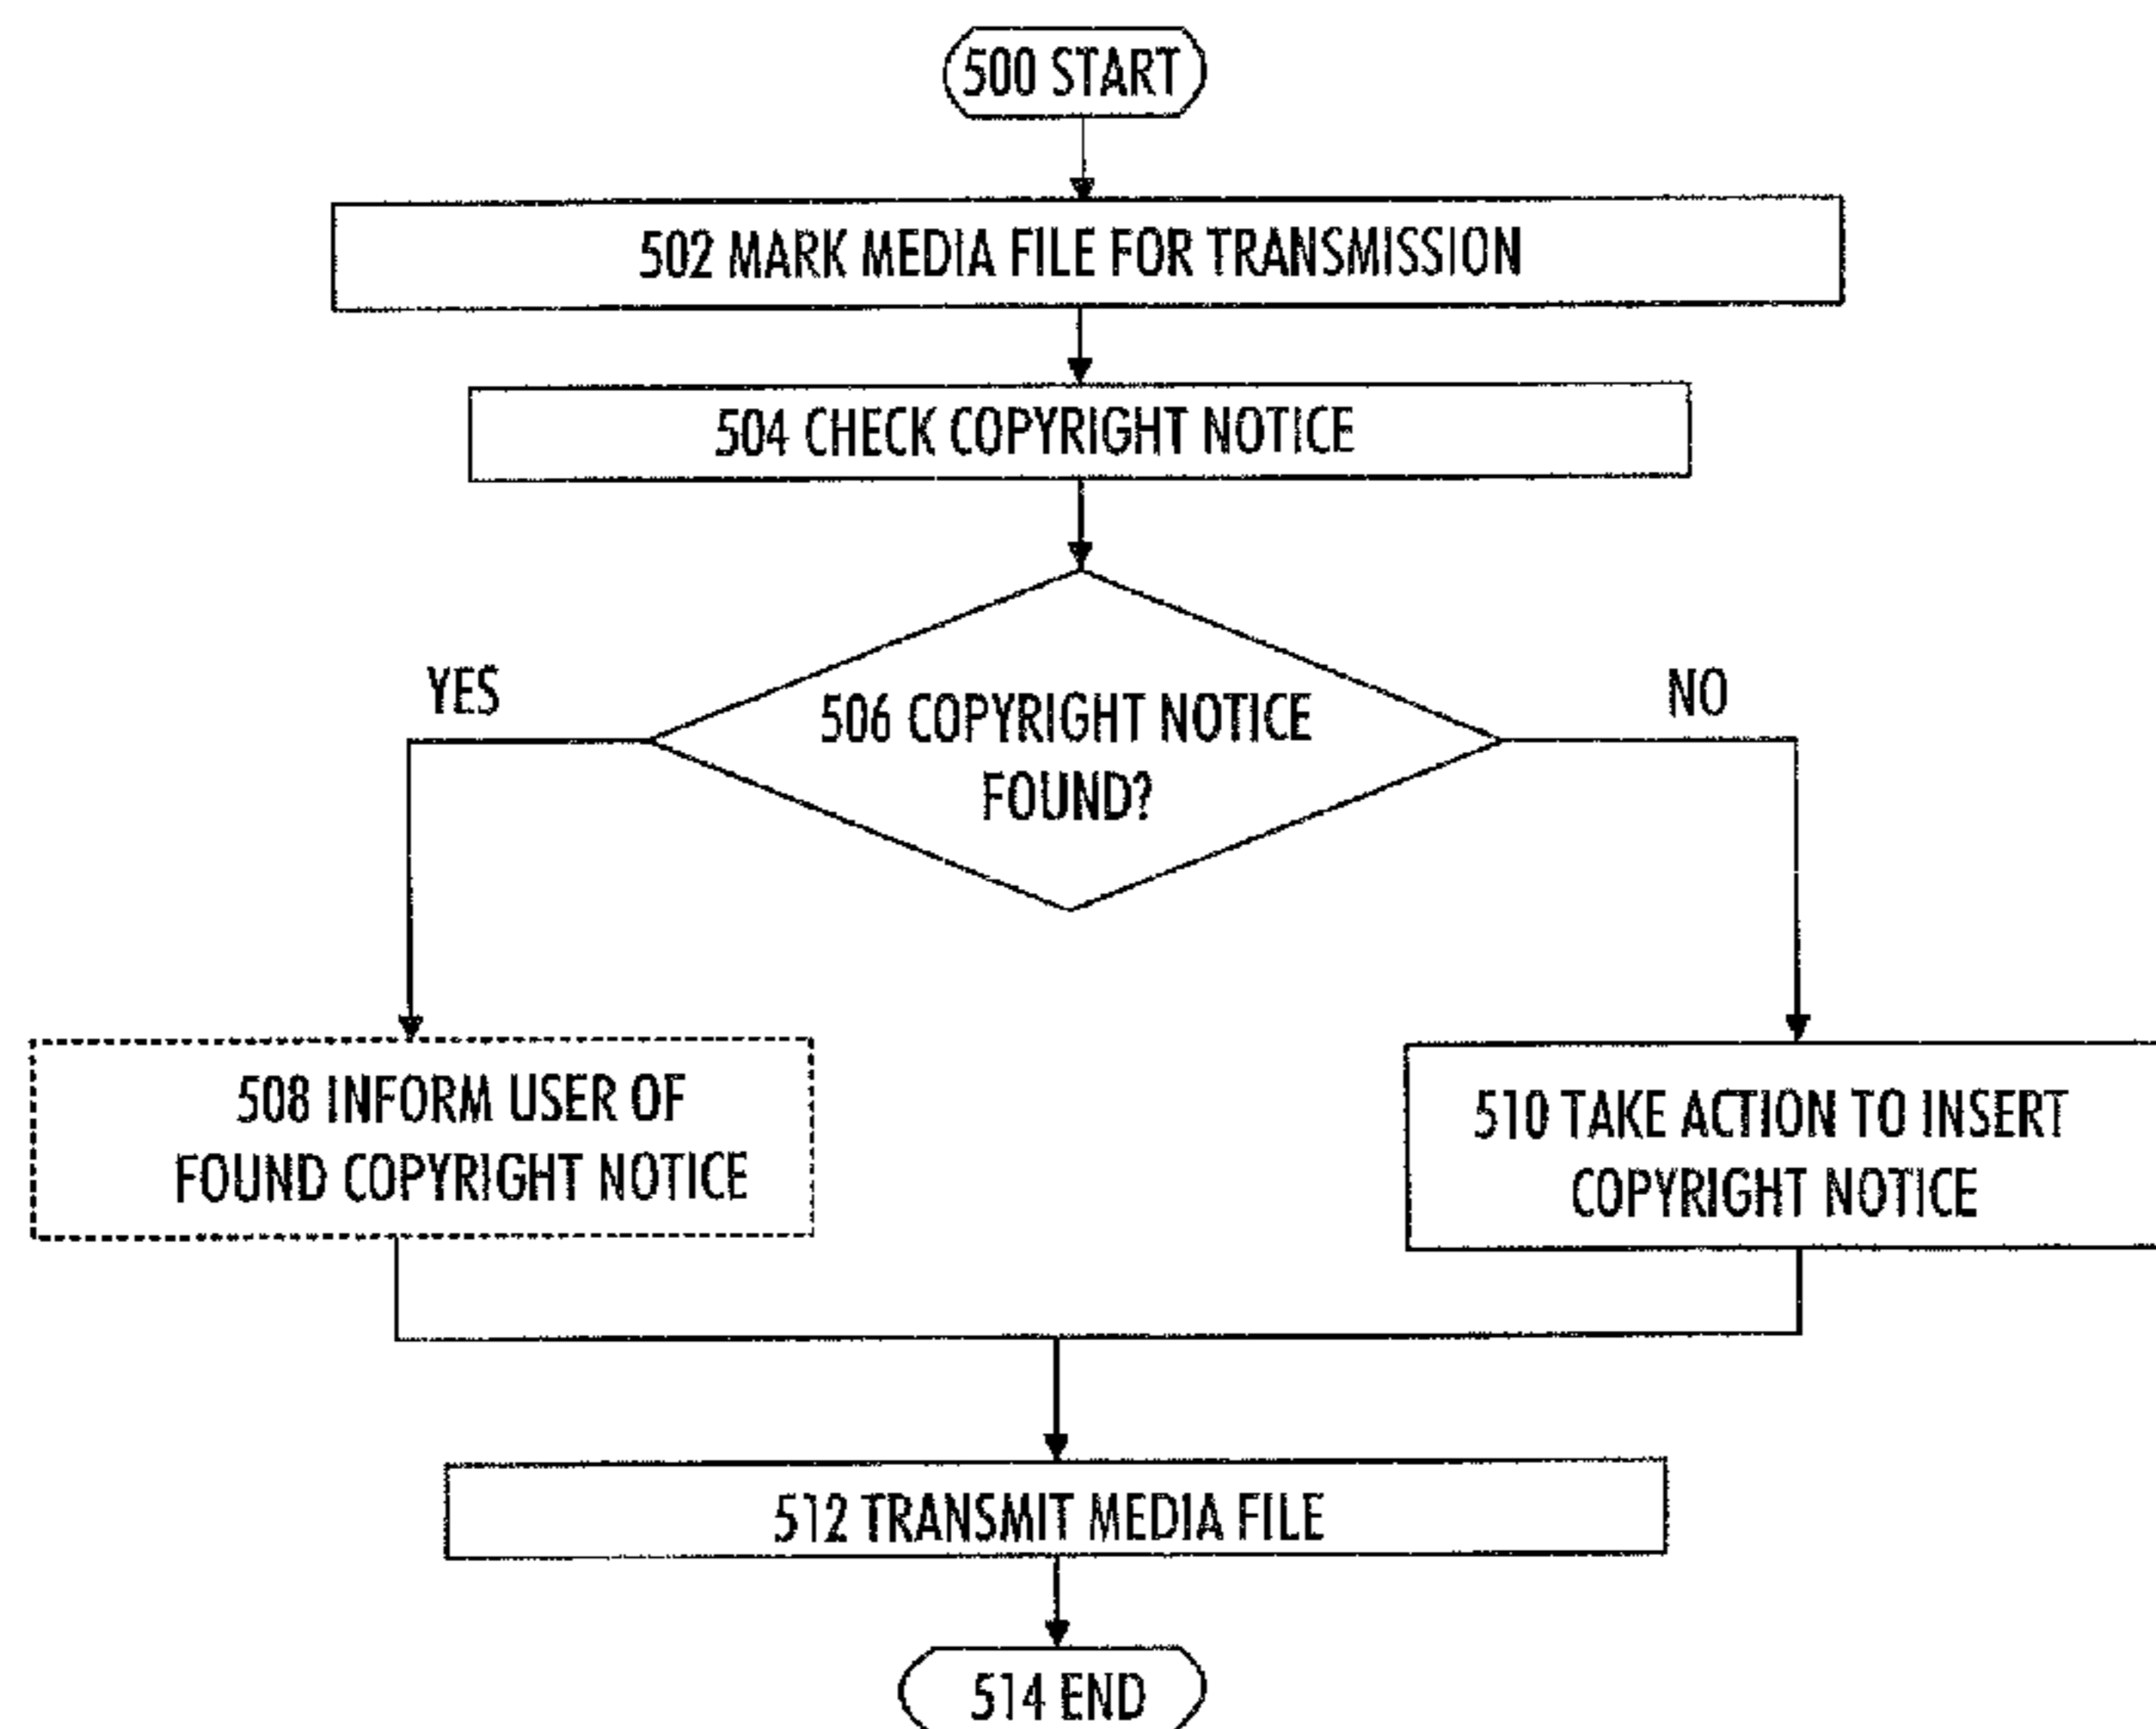 500 START
502 MARK MEDIA FILE FOR TRANSMISSION
504 CHECK COPYRIGHT NOTICE
YES
506 COPYRIGHT NOTICE
FOUND?
NO
508 INFORM USER OF
FOUND COPYRIGHT NOTICE
510 TAKE ACTION TO INSERT
COPYRIGHT NOTICE
512 TRANSMIT MEDIA FILE
514 END